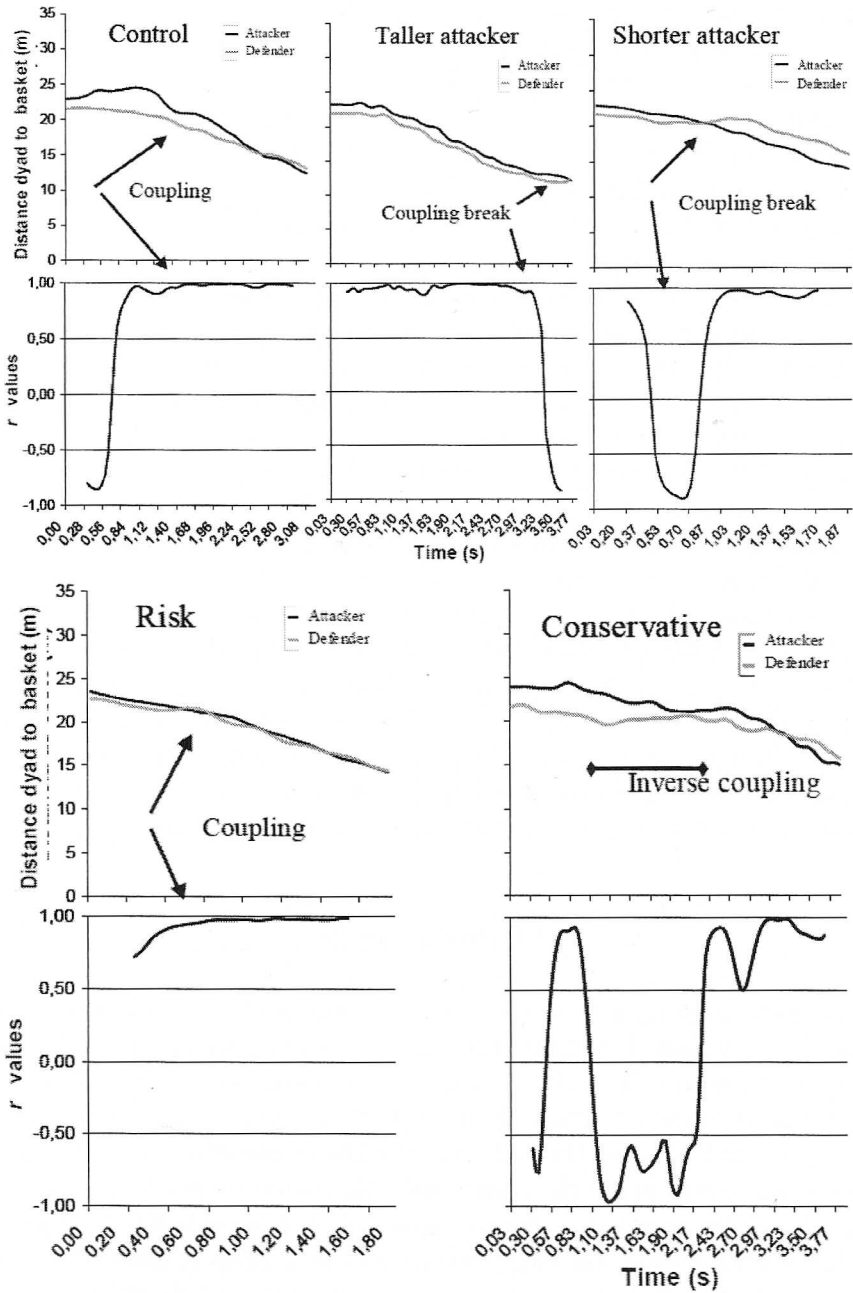 Control
Attacker
Defender
Distance dyad to basket (m)
35
30
25
20
15
10
5
0
Coupling
Taller attacker
Attacker
Defender
Coupling break
Shorter attacker
Attacker
Defender
Coupling break
r values
1,00
0,50
0,00
-0,50
-1,00
0,00 0,28 0,56 0,84 1,12 1,40 1,68 1,96 2,24 2,52 2,80 3,08
0,03 0,30 0,57 0,83 1,10 1,37 1,63 1,90 2,17 2,43 2,70 2,97 3,23 3,50 3,77
0,03 0,20 0,37 0,53 0,70 0,87 1,03 1,20 1,37 1,53 1,70 1,87
Time (s)
Risk
Attacker
Defender
Distance dyad to basket (m)
35
30
25
20
15
10
5
0
Coupling
Conservative
Attacker
Defender
Inverse coupling
r values
1,00
0,50
0,00
-0,50
-1,00
0,00 0,20 0,40 0,60 0,80 1,00 1,20 1,40 1,60 1,80
0,03 0,30 0,57 0,83 1,10 1,37 1,63 1,90 2,17 2,43 2,70 2,97 3,23 3,50 3,77
Time (s)